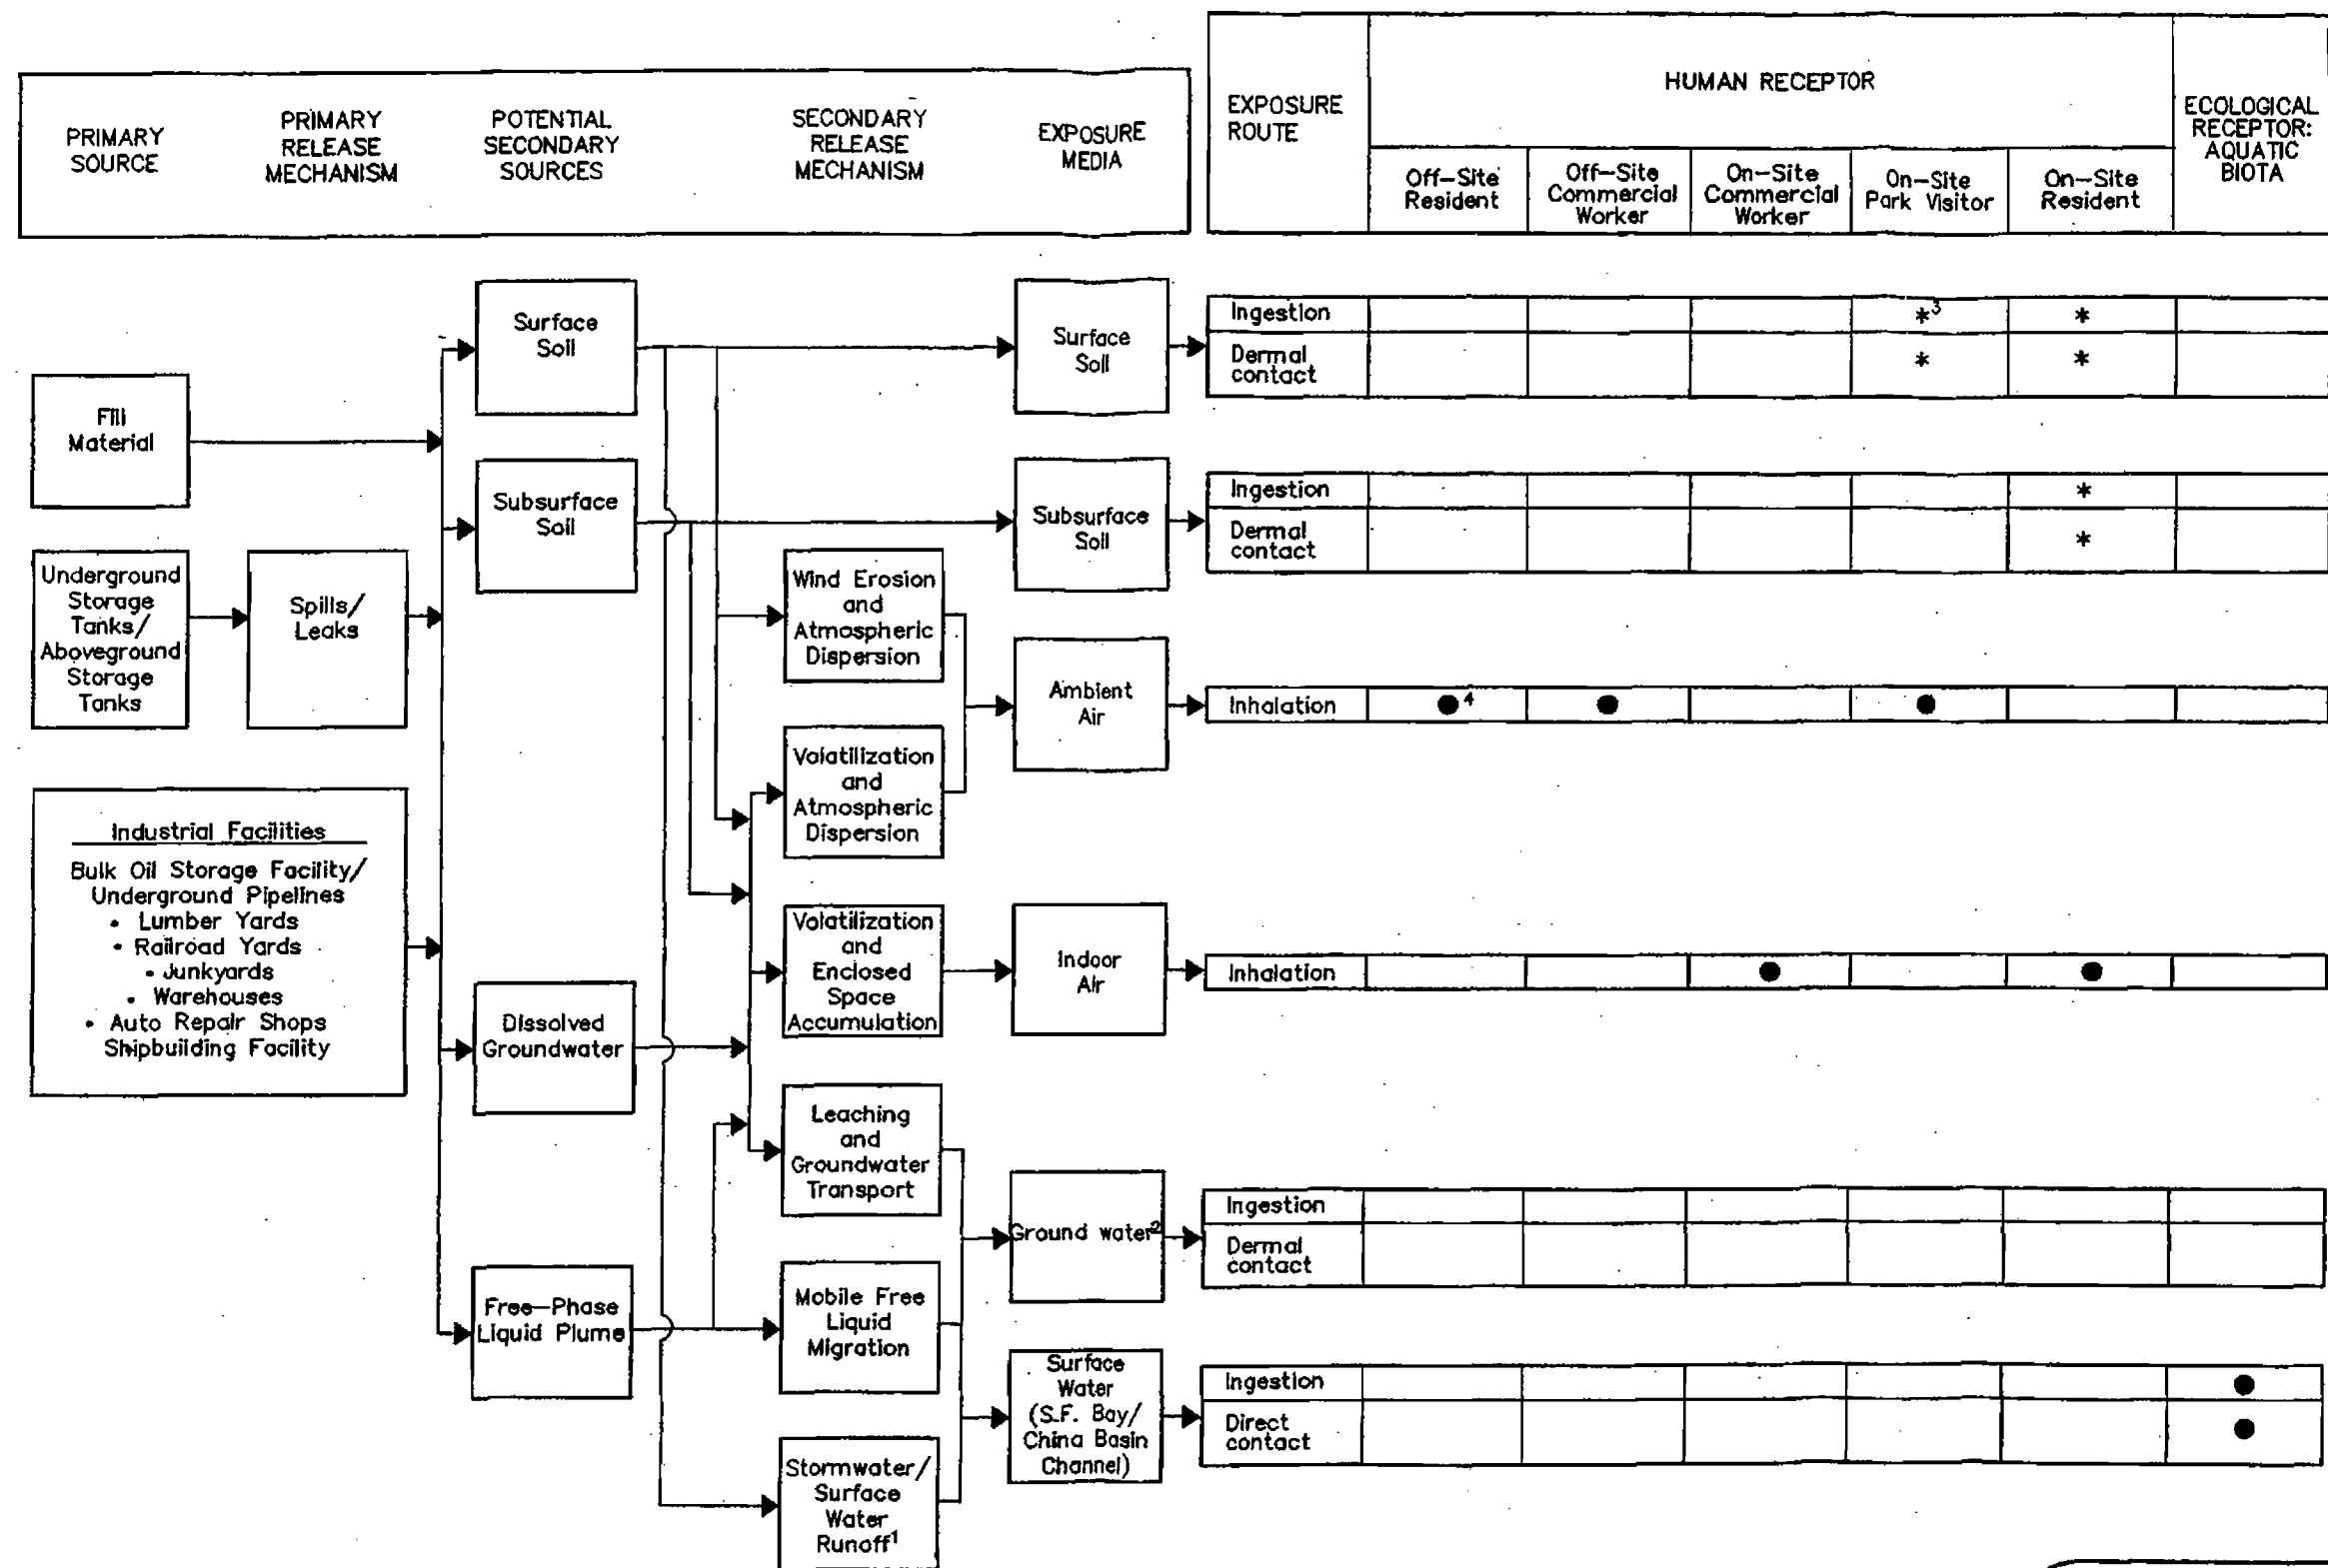 PRIMARY
SOURCE
PRIMARY
RELEASE
MECHANISM
POTENTIAL
SECONDARY
SOURCES
SECONDARY
RELEASE
MECHANISM
EXPOSURE
MEDIA
EXPOSURE
ROUTE
HUMAN RECEPTOR
Off-Site
Resident
Off-Site
Commercial
Worker
On-Site
Commercial
Worker
On-Site
Park Visitor
On-Site
Resident
ECOLOGICAL
RECEPTOR:
AQUATIC
BIOTA
Fill
Material
Underground
Storage
Tanks/
Aboveground
Storage
Tanks
Spills/
Leaks
Industrial Facilities
Bulk Oil Storage Facility/
Underground Pipelines
• Lumber Yards
• Railroad Yards
• Junkyards
• Warehouses
• Auto Repair Shops
Shipbuilding Facility
Surface
Soil
Subsurface
Soil
Dissolved
Groundwater
Free-Phase
Liquid Plume
Wind Erosion
and
Atmospheric
Dispersion
Volatilization
and
Atmospheric
Dispersion
Volatilization
and
Enclosed
Space
Accumulation
Leaching
and
Groundwater
Transport
Mobile Free
Liquid
Migration
Stormwater/
Surface
Water
Runoff¹
Surface
Soil
Subsurface
Soil
Ambient
Air
Indoor
Air
Ground water²
Surface
Water
(S.F. Bay/
China Basin
Channel)
Ingestion * ³ *
Dermal
contact * *
Ingestion *
Dermal
contact *
Inhalation ● ⁴ ● ●
Inhalation ● ●
Ingestion
Dermal
contact
Ingestion ●
Direct
contact ●